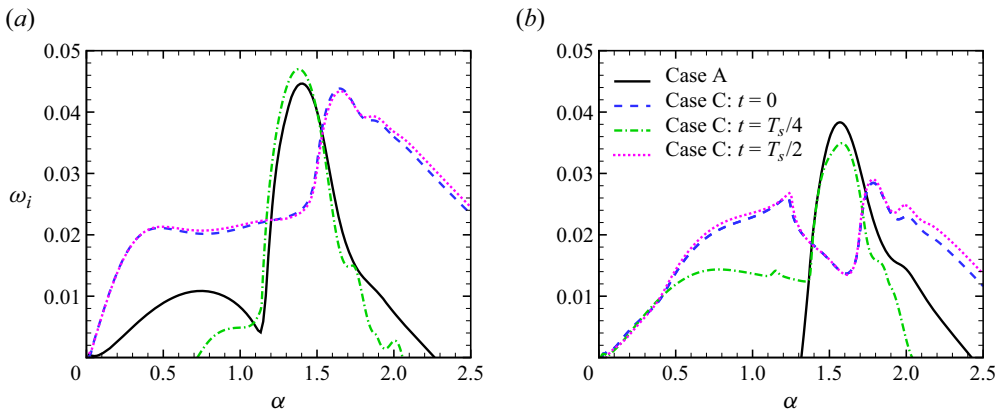 (a)
0.05
0.04
0.03
0.02
0.01
ω_i
0 0.5 1.0 1.5 2.0 2.5
α
(b)
0.05
0.04
0.03
0.02
0.01
Case A
Case C: t = 0
Case C: t = T_s/4
Case C: t = T_s/2
0 0.5 1.0 1.5 2.0 2.5
α